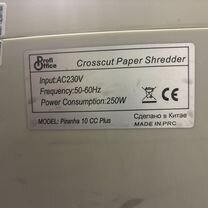 Profi
Office
Crosscut Paper Shredder
Input:AC230V
Frequency:50-60Hz
Power Consumption:250W
CE
MODEL: Piranha 10 CC Plus
Сделано в Китае
MADE IN PRC